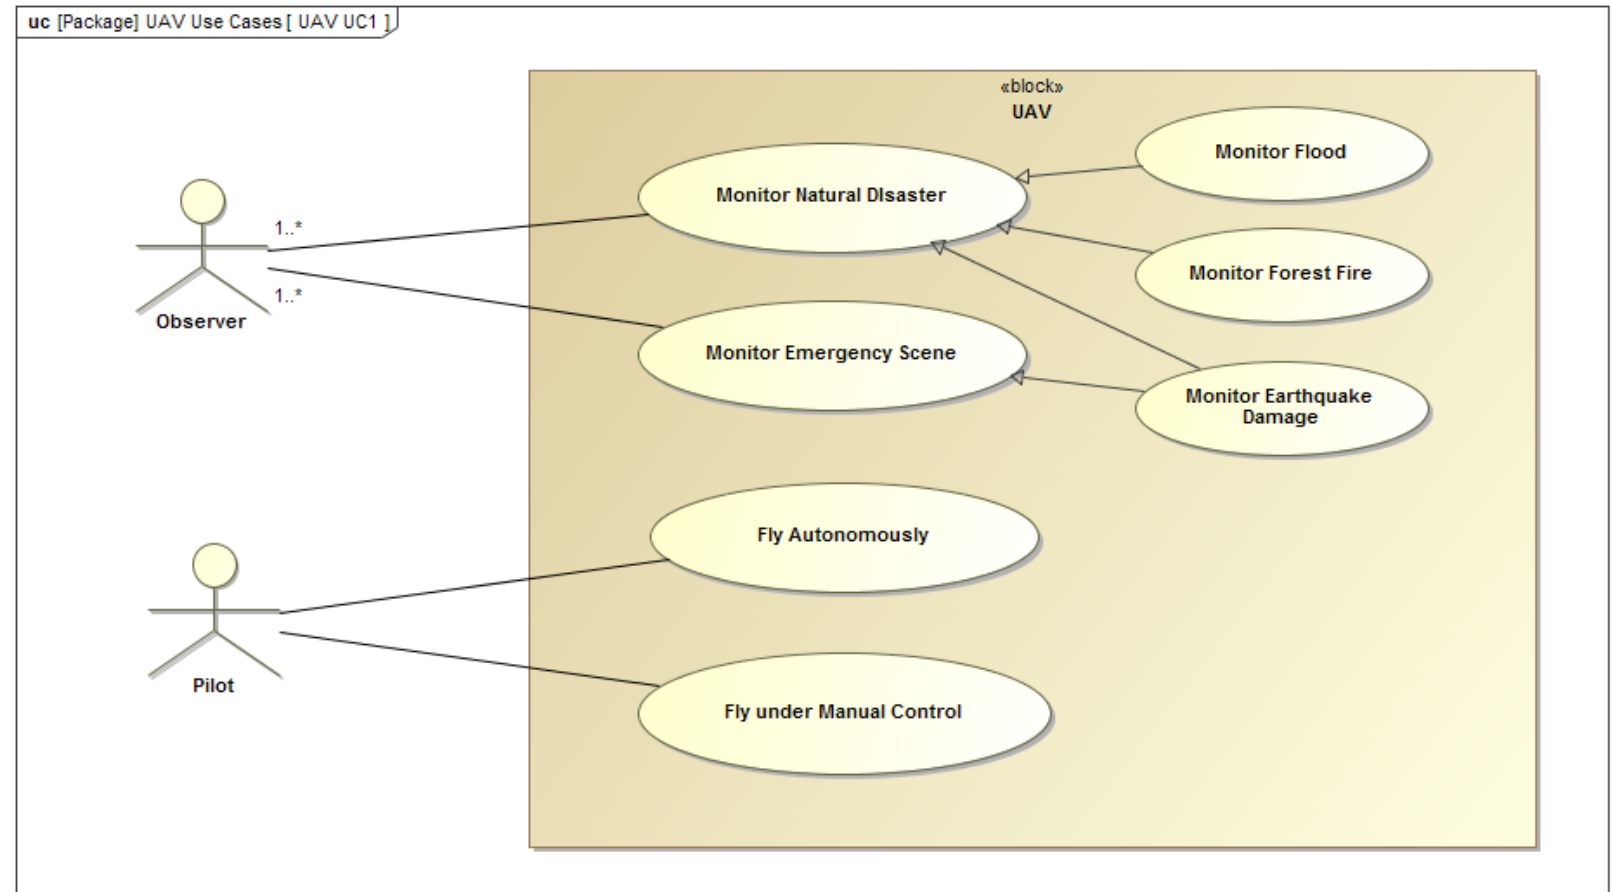 uc [Package] UAV Use Cases [ UAV UC1 ]
«block»
UAV
Monitor Flood
Monitor Natural DIsaster
1..*
Monitor Forest Fire
1..*
Observer
Monitor Emergency Scene
Monitor Earthquake
Damage
Fly Autonomously
Pilot
Fly under Manual Control